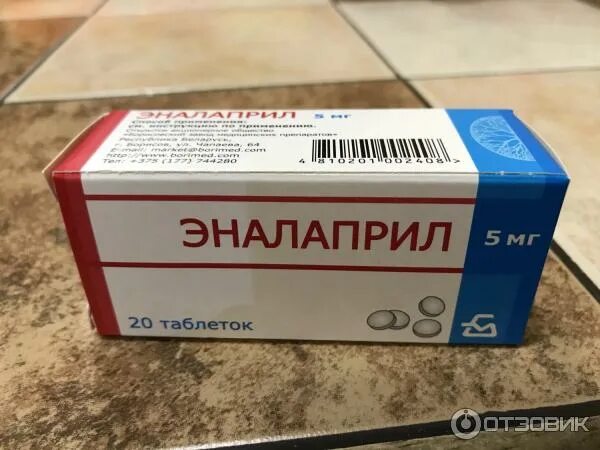 ЭНАЛАПРИЛ 5 мг
Способ применения:
см. инструкцию по применению.
Открытое акционерное общество
«Борисовский завод медицинских препаратов»
Республика Беларусь
г. Борисов, ул. Чапаева, 64
E-mail: market@borimed.com
http://www.borimed.com
Тел: +375 (177) 744280
4 810201 002408 >
ЭНАЛАПРИЛ
5 мг
20 таблеток
ОТЗОВИК